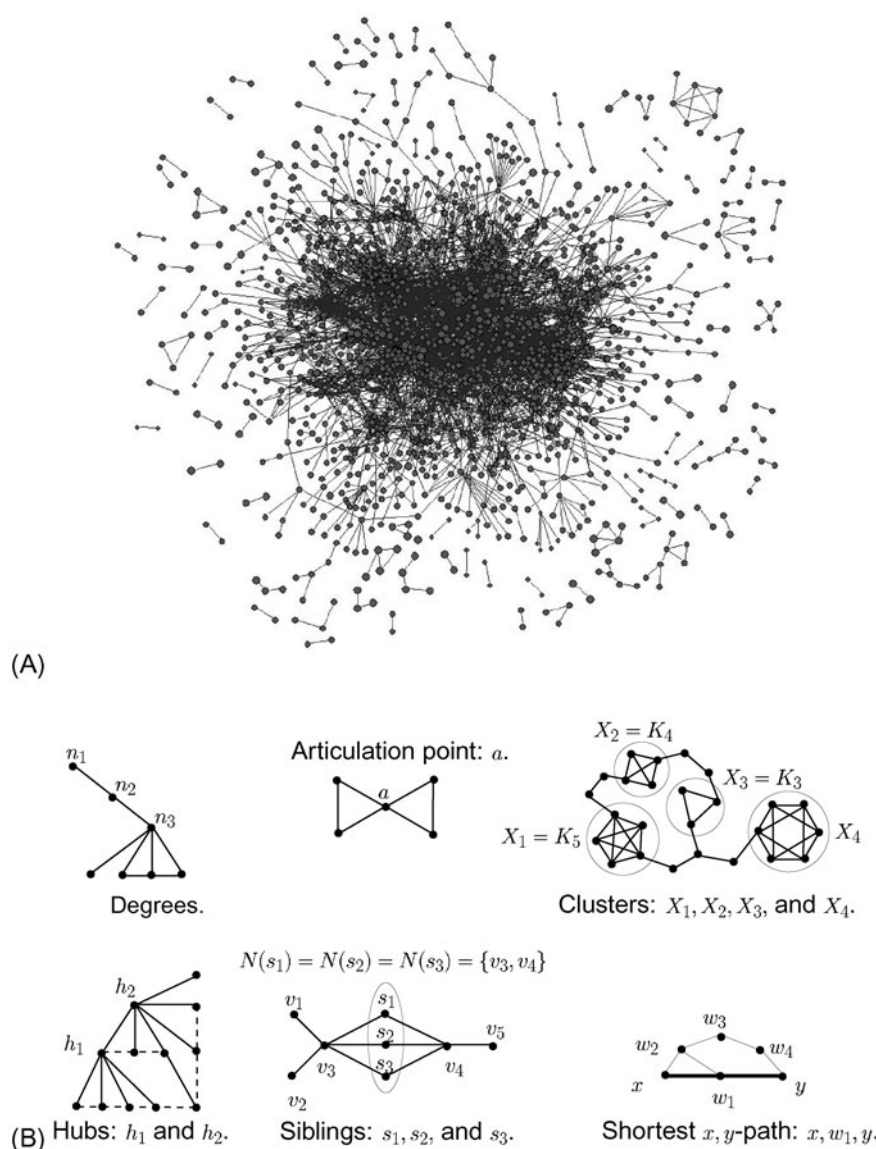 (A)
n₁
n₂
n₃
Degrees.
Articulation point: a.
a
X₂ = K₄
X₃ = K₃
X₁ = K₅
X₄
Clusters: X₁, X₂, X₃, and X₄.
h₂
h₁
(B) Hubs: h₁ and h₂.
N(s₁) = N(s₂) = N(s₃) = {v₃, v₄}
v₁
s₁
s₂
v₅
v₃
s₃
v₄
v₂
Siblings: s₁, s₂, and s₃.
w₃
w₂
w₄
x
w₁
y
Shortest x, y-path: x, w₁, y.